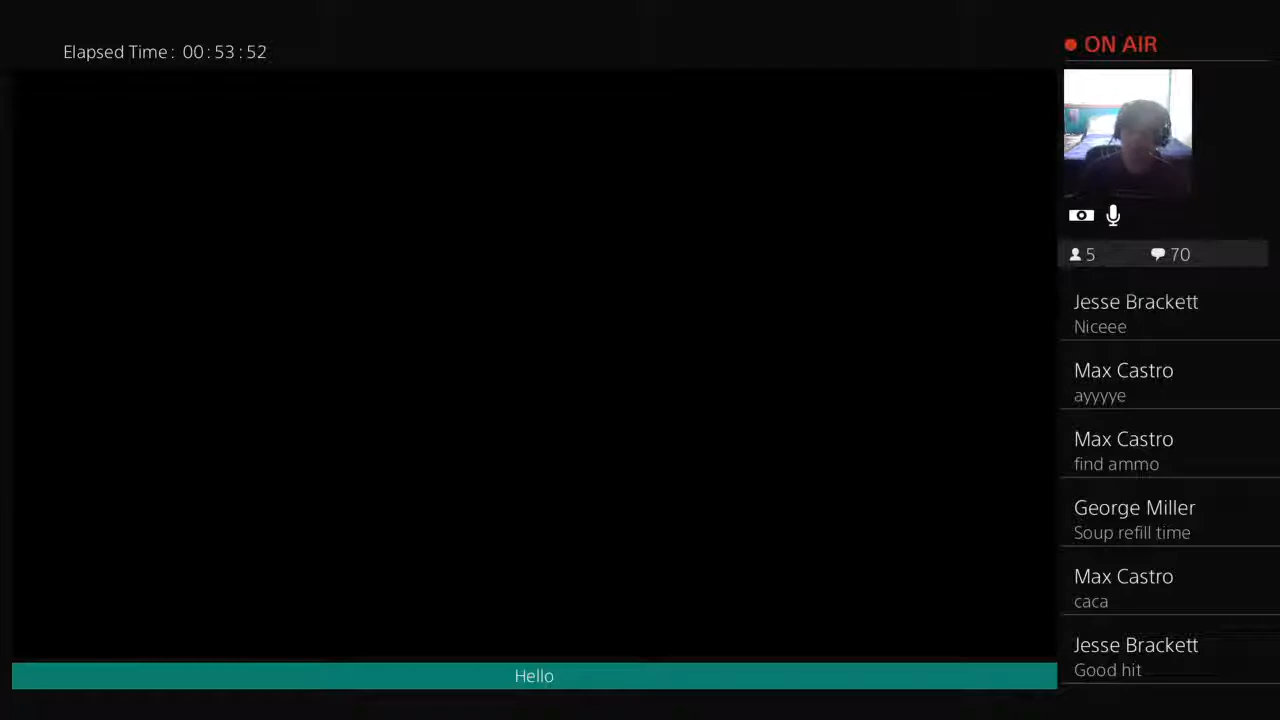 Elapsed Time: 00:53:52
ON AIR
5 70
Jesse Brackett
Niceee
Max Castro
ayyyye
Max Castro
find ammo
George Miller
Soup refill time
Max Castro
caca
Jesse Brackett
Good hit
Hello